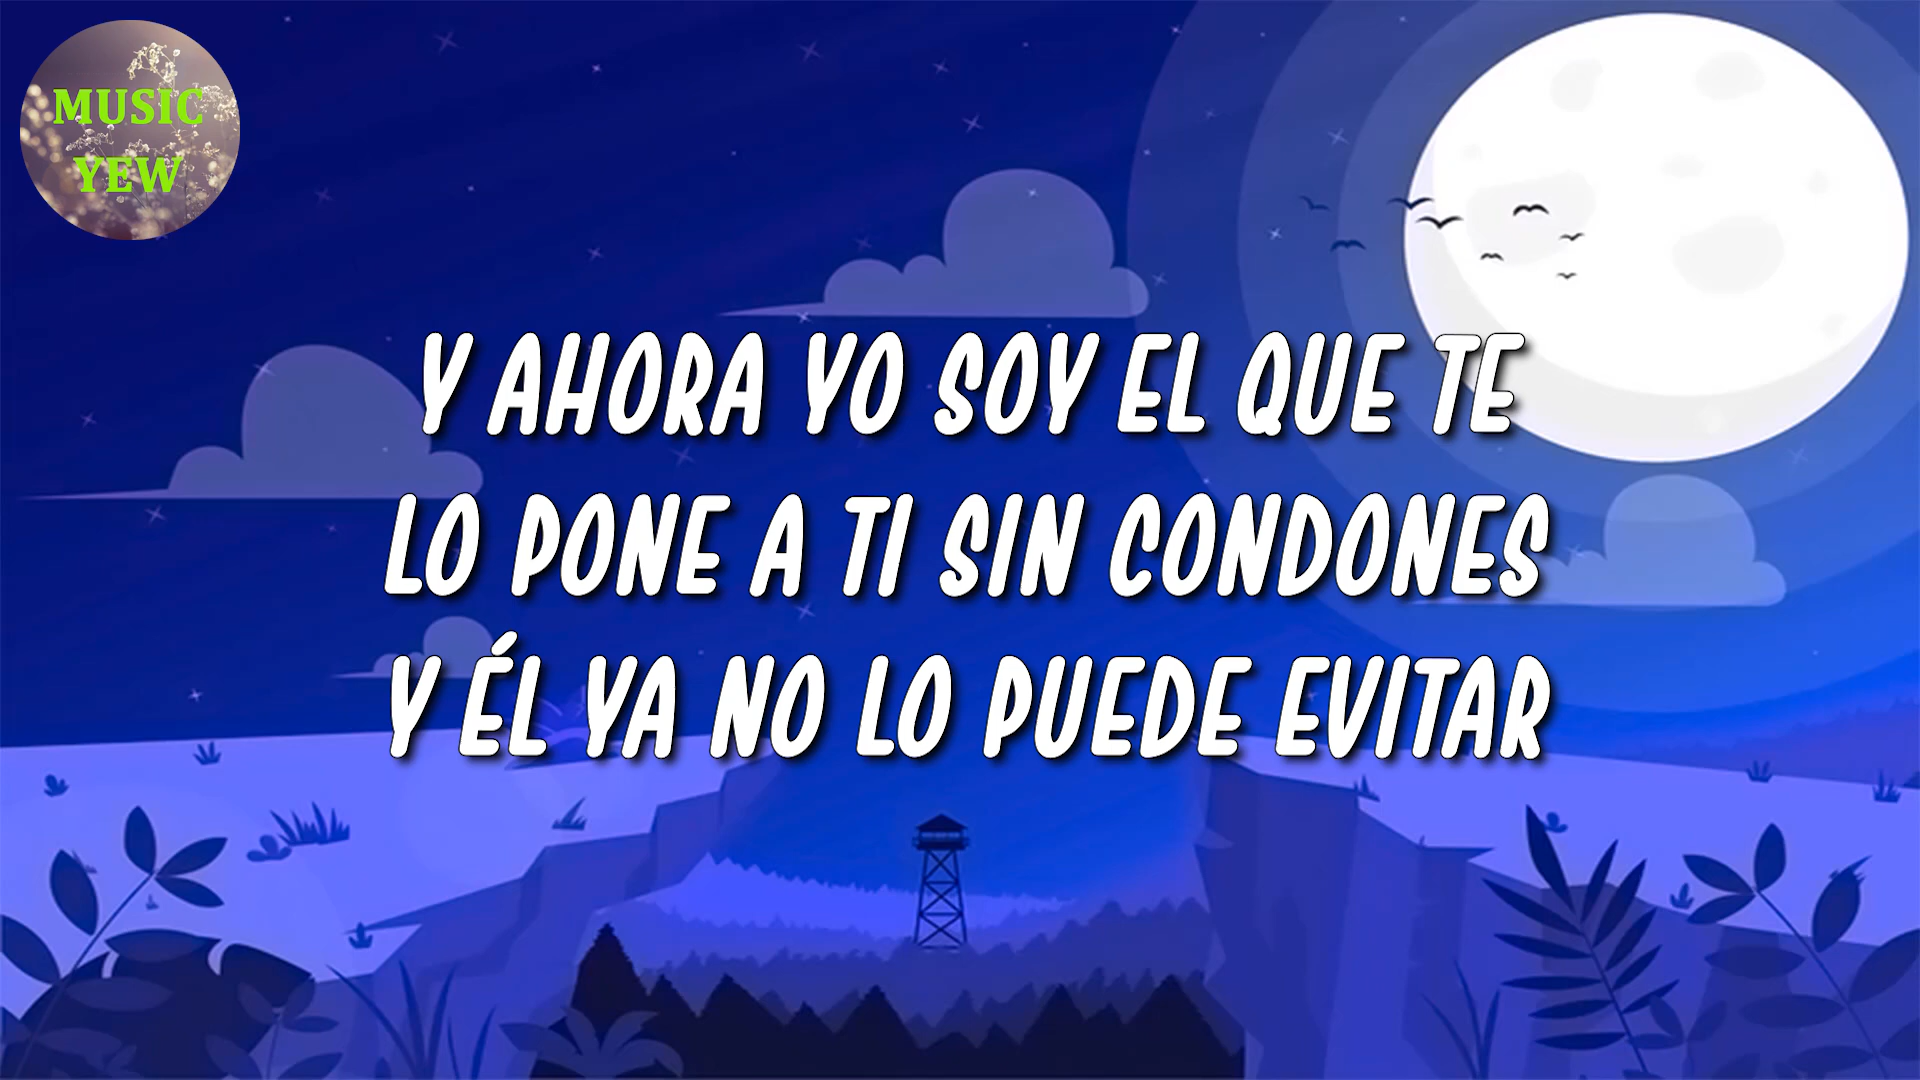 MUSIC
YEW
Y AHORA YO SOY EL QUE TE
LO PONE A TI SIN CONDONES
Y ÉL YA NO LO PUEDE EVITAR